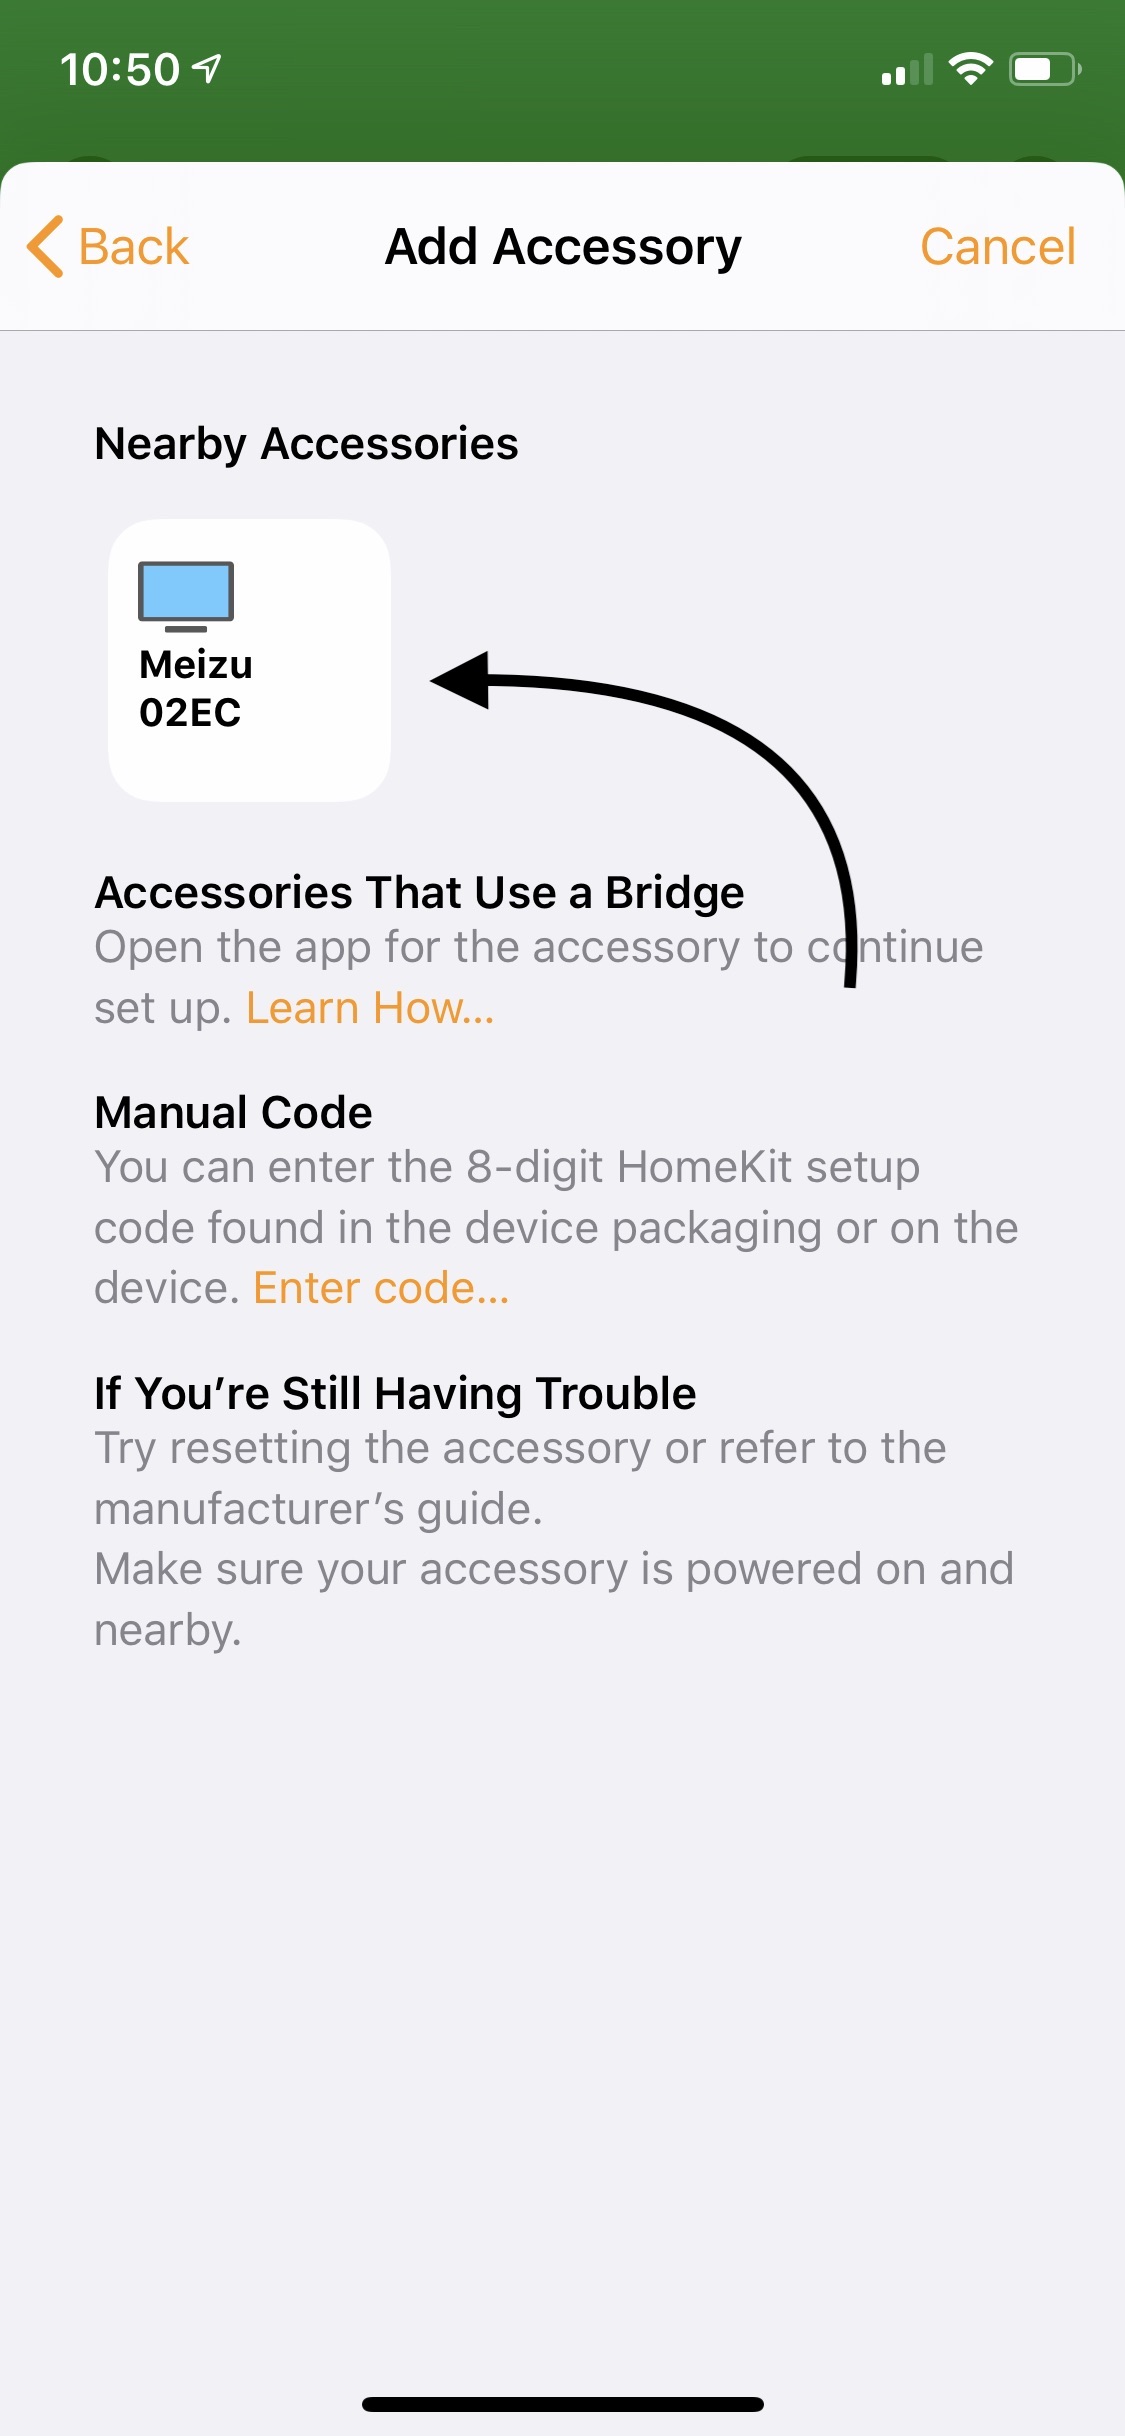 10:50
Back
Add Accessory
Cancel
Nearby Accessories
Meizu
02EC
Accessories That Use a Bridge
Open the app for the accessory to continue
set up. Learn How...
Manual Code
You can enter the 8-digit HomeKit setup
code found in the device packaging or on the
device. Enter code...
If You’re Still Having Trouble
Try resetting the accessory or refer to the
manufacturer’s guide.
Make sure your accessory is powered on and
nearby.